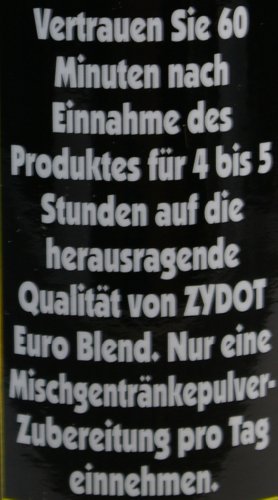 Vertrauen Sie 60
Minuten nach
Einnahme des
Produktes für 4 bis 5
Stunden auf die
herausragende
Qualität von ZYDOT
Euro Blend. Nur eine
Mischgentränkepulver-
Zubereitung pro Tag
einnehmen.